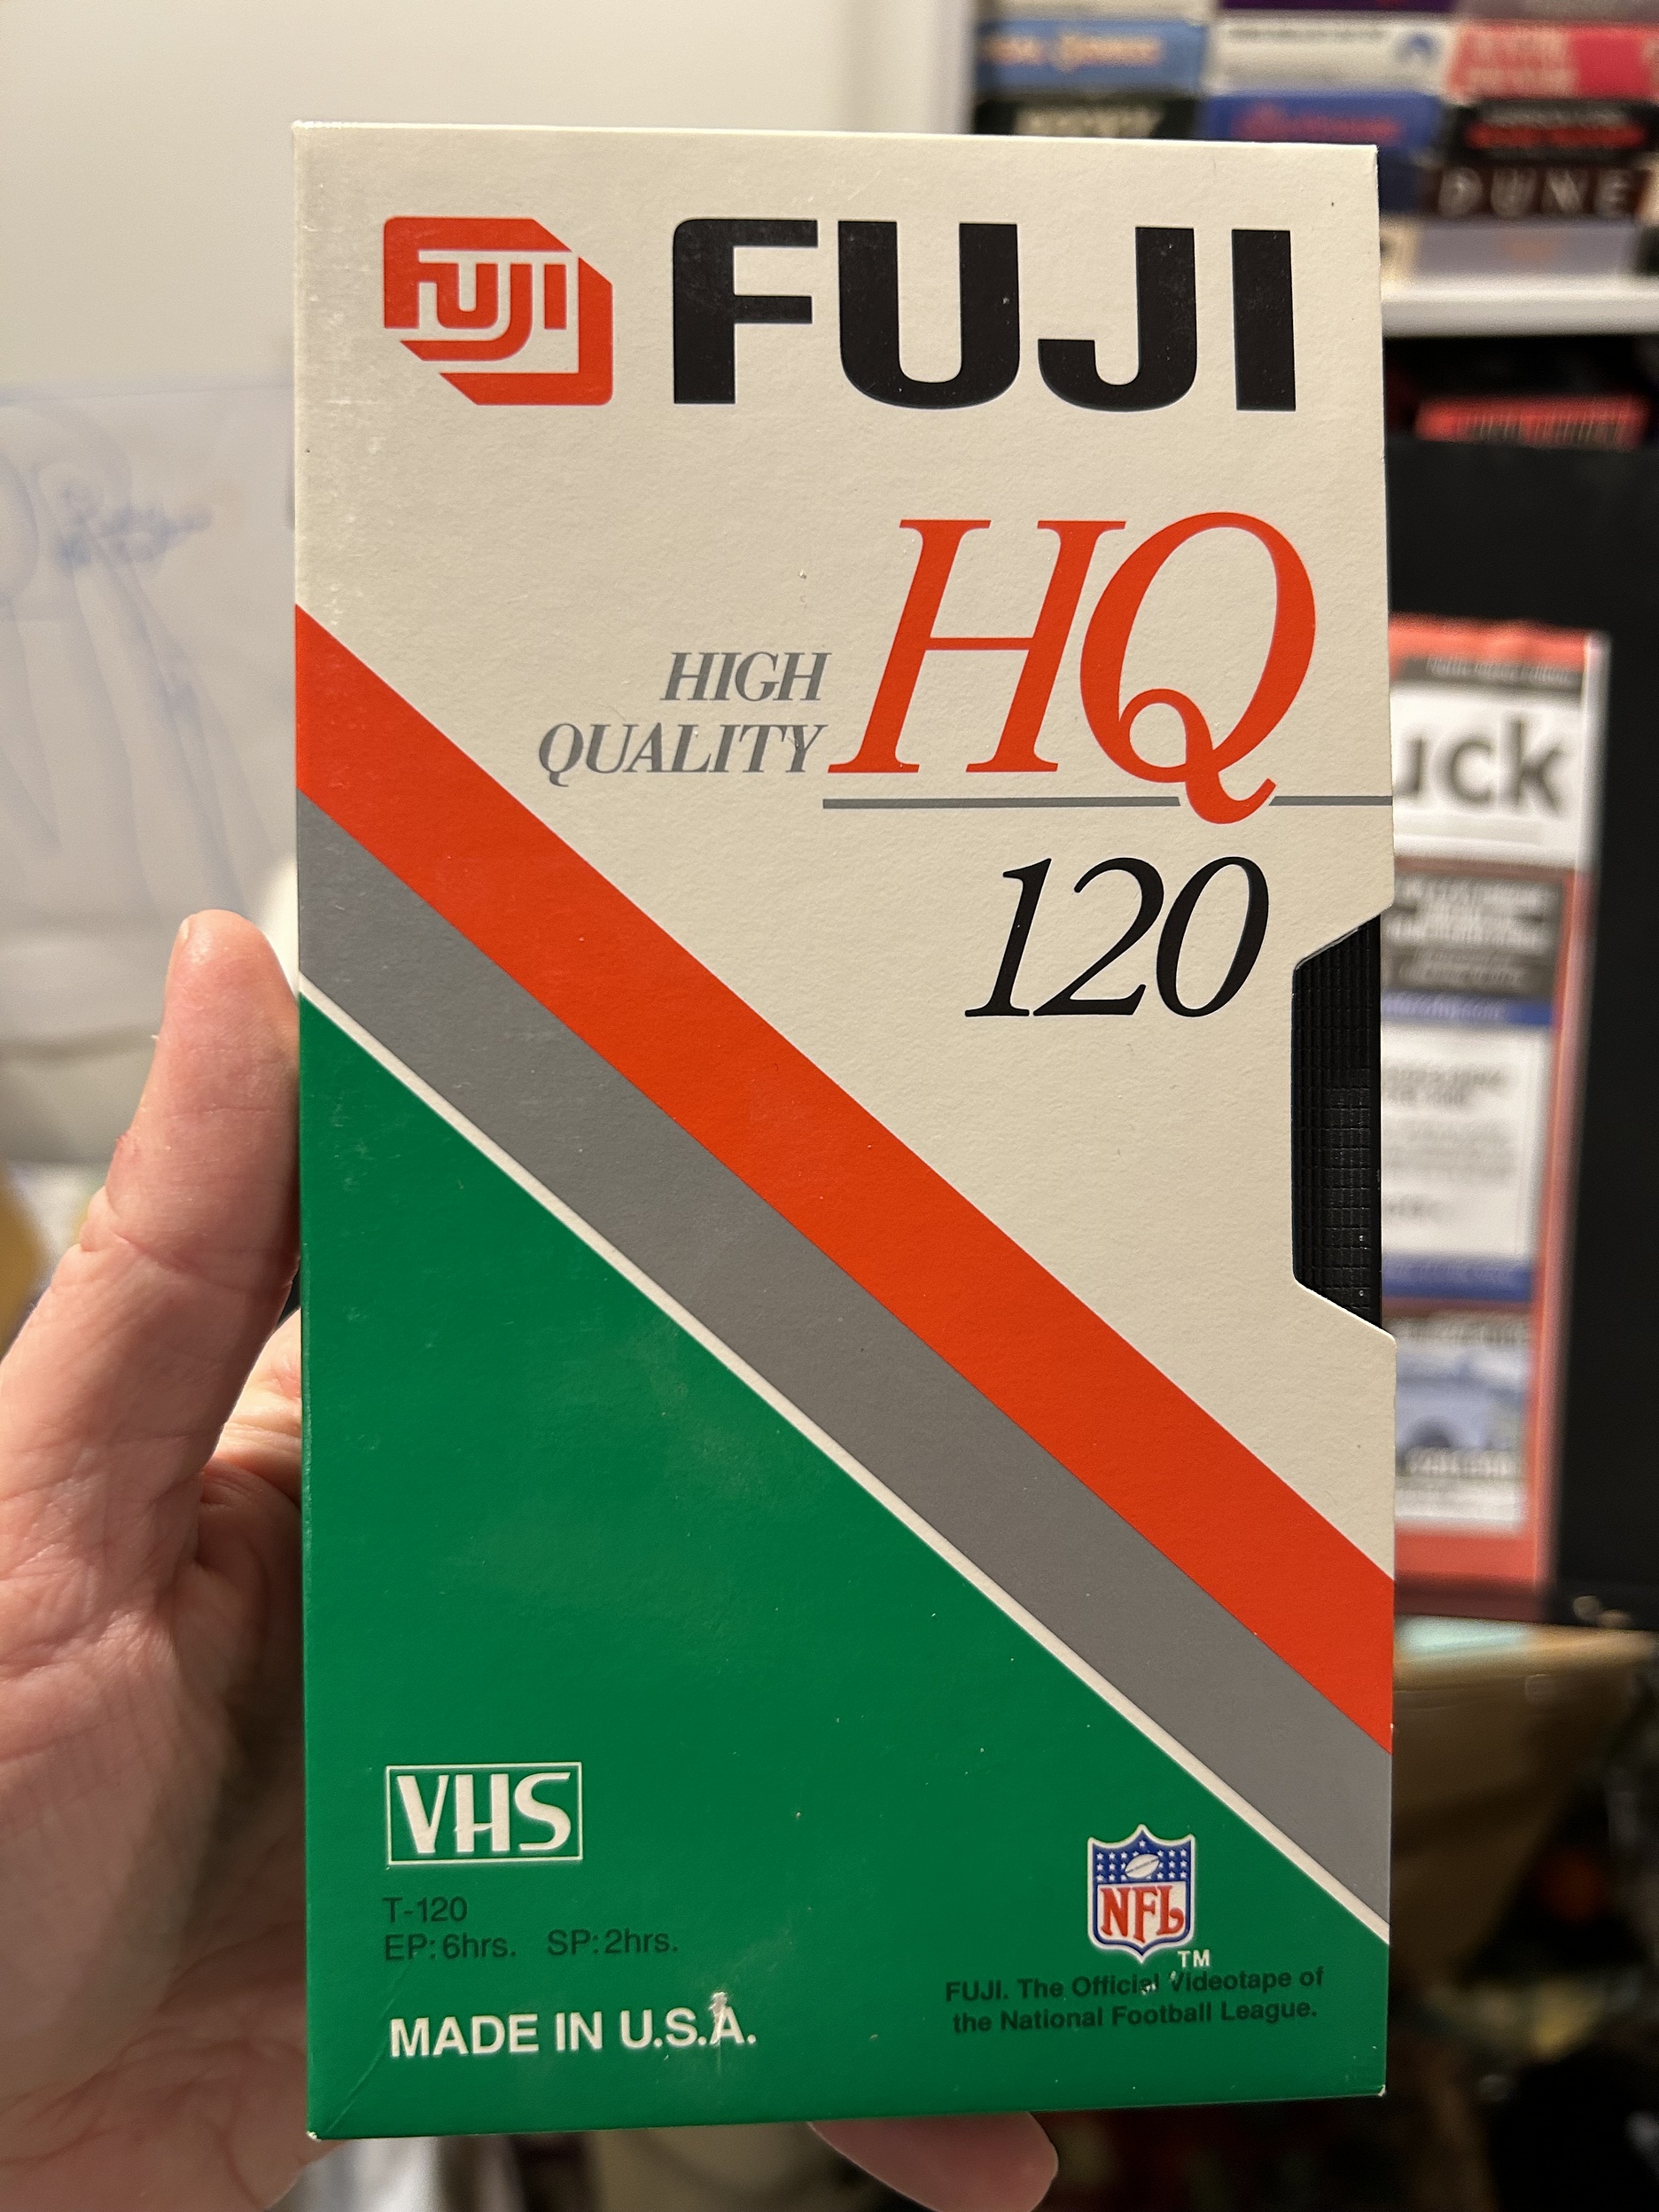 FUJI FUJI
HQ
HIGH
QUALITY
120
VHS
T-120
EP: 6hrs. SP: 2hrs.
MADE IN U.S.A.
NFL
TM
FUJI. The Official Videotape of
the National Football League.
DUNE
uck